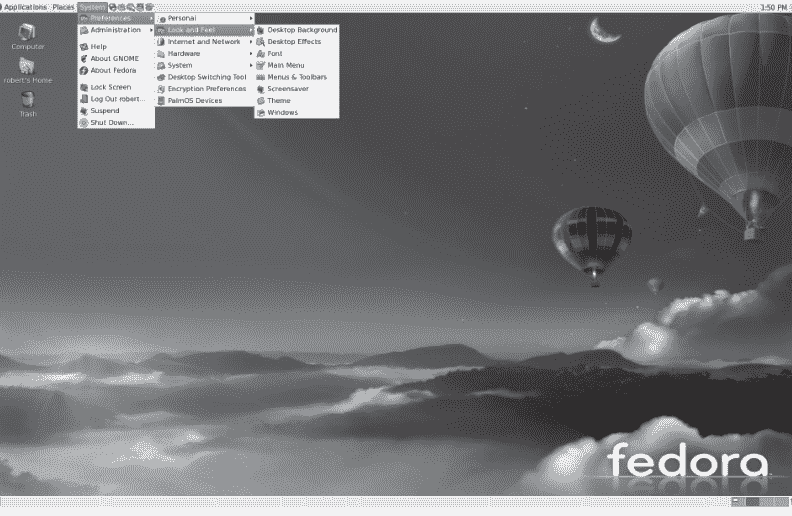 Applications Places System
1:50 PM
Preferences
Administration
Help
About GNOME
About Fedora
Lock Screen
Log Out robert...
Suspend
Shut Down...
Personal
Look and Feel
Internet and Network
Hardware
System
Desktop Switching Tool
Encryption Preferences
PalmOS Devices
Desktop Background
Desktop Effects
Font
Main Menu
Menus & Toolbars
Screensaver
Theme
Windows
Computer
robert's Home
Trash
fedora